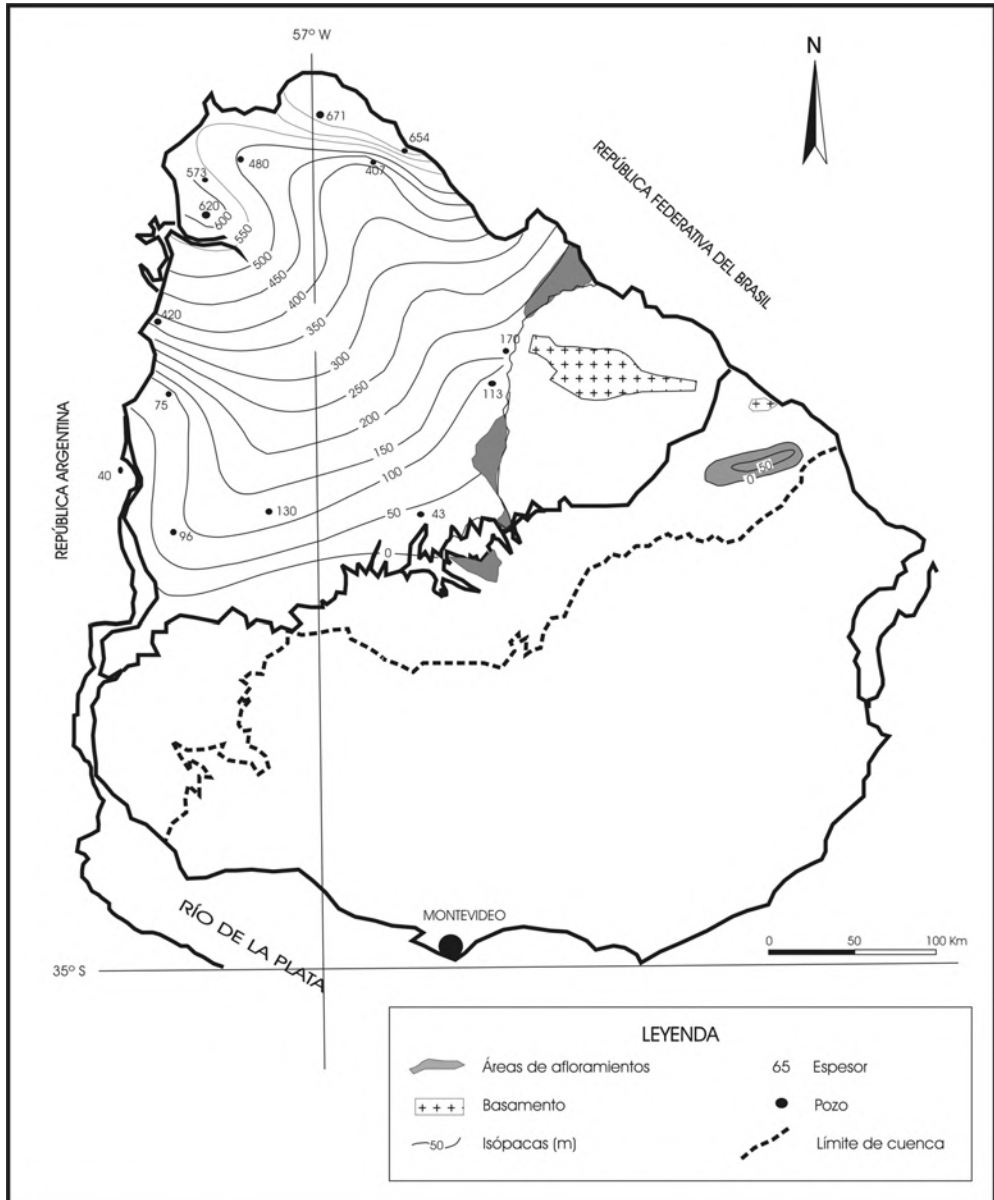 57º W
N
671
654
480
407
573
620
600
550
500
450
400
350
300
250
200
150
100
50
0
420
170
113
75
40
130
43
96
50
0
REPÚBLICA FEDERATIVA DEL BRASIL
REPÚBLICA ARGENTINA
MONTEVIDEO
RÍO DE LA PLATA
0 50 100 Km
35º S
LEYENDA
Áreas de afloramientos
65 Espesor
Basamento
Pozo
50 Isópacas (m)
Límite de cuenca